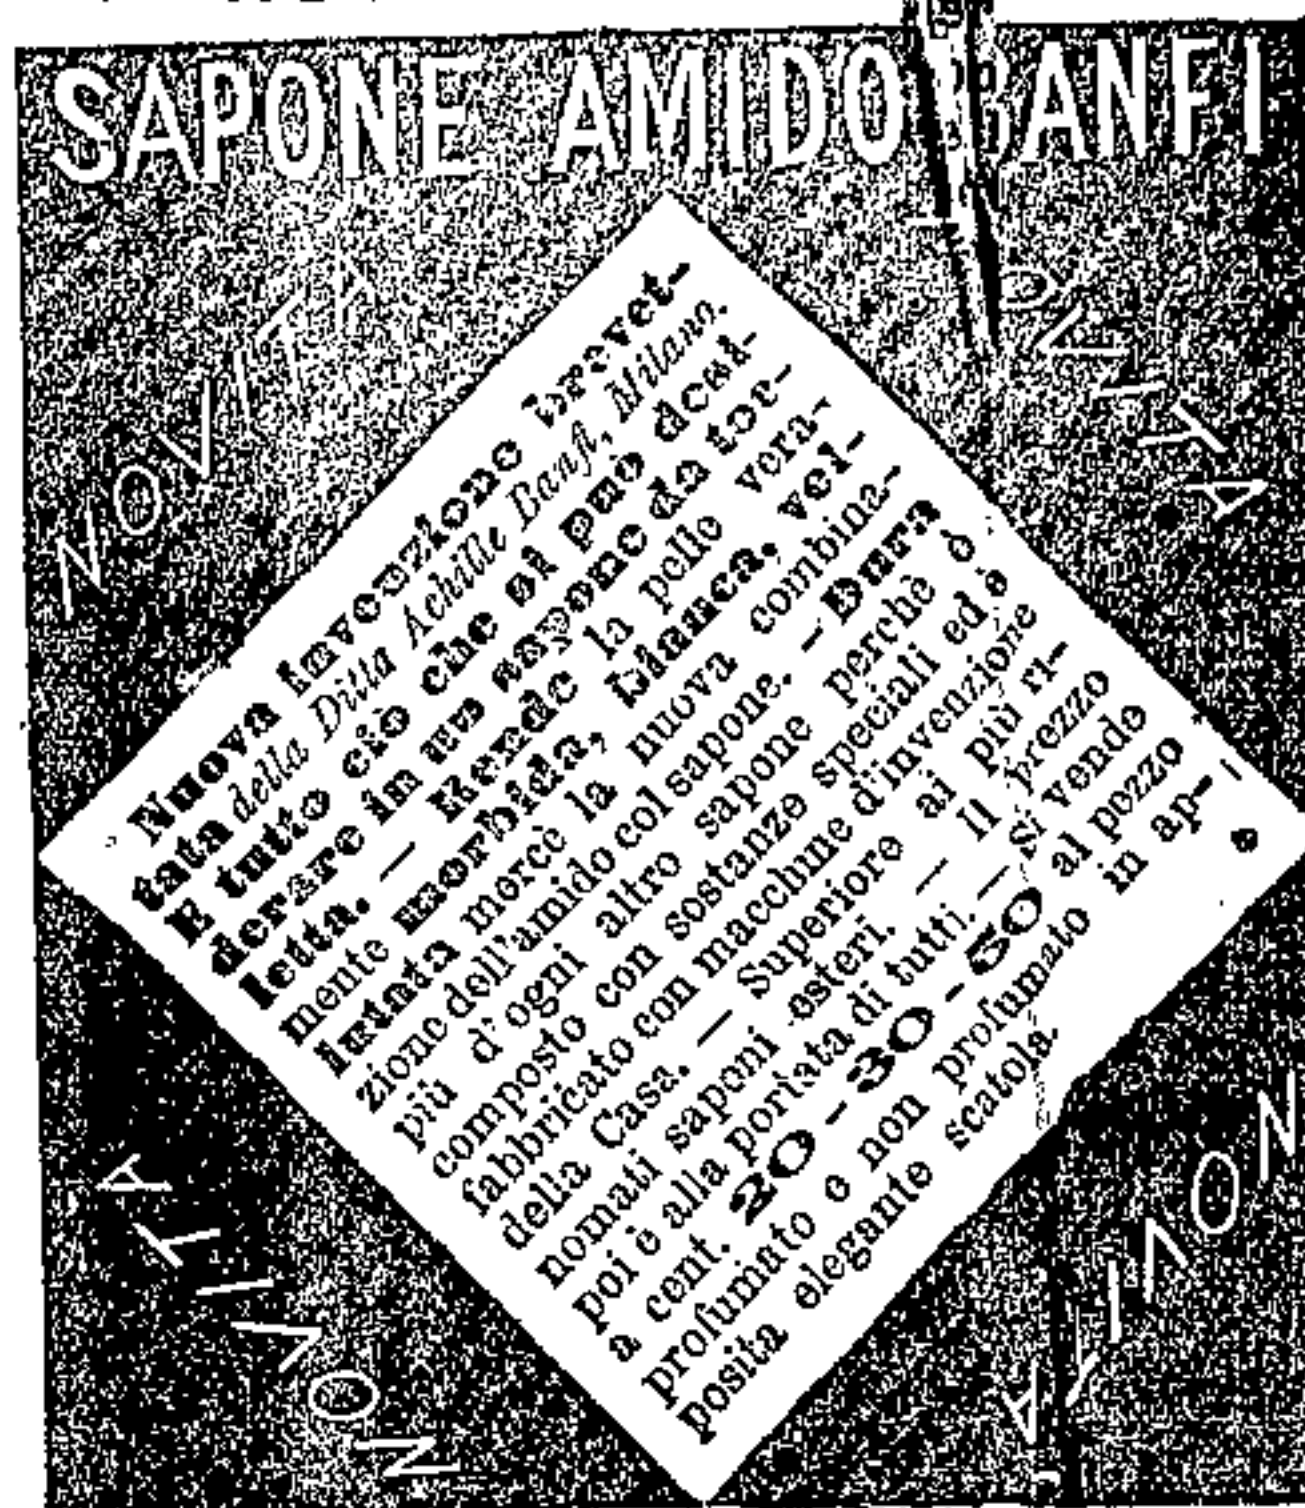 SAPONE AMIDO BANFI
NOVITÀ
NOVITÀ
Nuova invenzione brevet-
tata della Ditta Achille Banfi, Milano.
È tutto ciò che si può desi-
derare in un sapone da toi-
letta. — Rende la pelle vera-
mente morbida, bianca, vel-
lutata mercè la nuova combina-
zione dell'amido col sapone. — Dura
più d'ogni altro sapone perchè è
composto con sostanze speciali ed è
fabbricato con macchine d'invenzione
della Casa. — Superiore ai più ri-
nomati saponi esteri. — Il prezzo
poi è alla portata di tutti. — Si vende
a cent. 20-30-50 al pezzo
profumato e non profumato in ap-
posita elegante scatola.
NOVITÀ
NOVITÀ